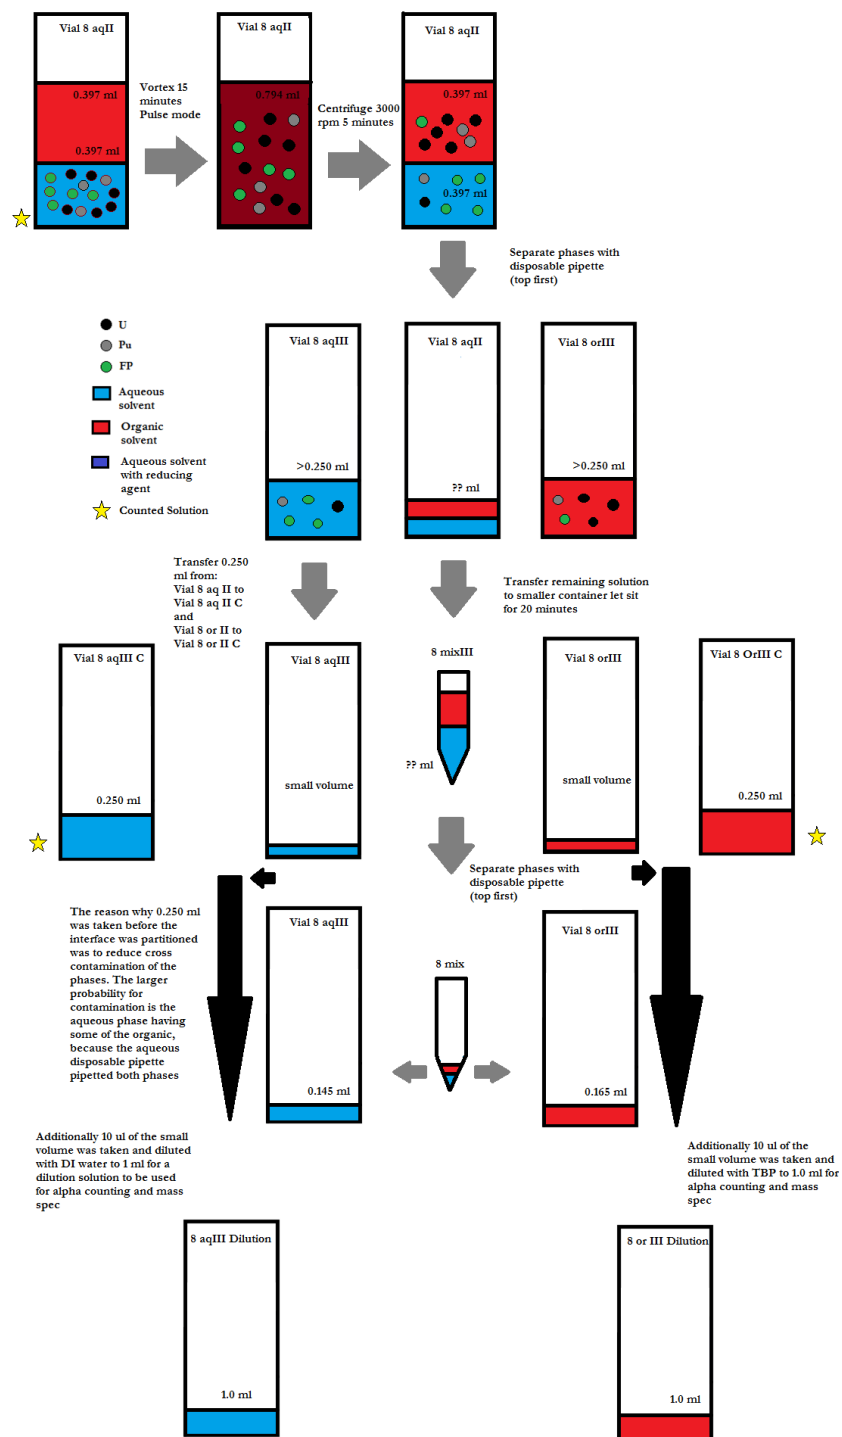 Vial 8 aqII
0.397 ml
0.397 ml
Vortex 15
minutes
Pulse mode
Vial 8 aqII
0.794 ml
Centrifuge 3000
rpm 5 minutes
Vial 8 aqII
0.397 ml
0.397 ml
Separate phases with
disposable pipette
(top first)
U
Pu
FP
Aqueous
solvent
Organic
solvent
Aqueous solvent
with reducing
agent
Counted Solution
Vial 8 aqIII
>0.250 ml
Vial 8 aqII
?? ml
Vial 8 orIII
>0.250 ml
Transfer 0.250
ml from:
Vial 8 aq II to
Vial 8 aq II C
and
Vial 8 or II to
Vial 8 or II C
Transfer remaining solution
to smaller container let sit
for 20 minutes
Vial 8 aqIII C
0.250 ml
Vial 8 aqIII
small volume
8 mixIII
?? ml
Vial 8 orIII
small volume
Vial 8 OrIII C
0.250 ml
Separate phases with
disposable pipette
(top first)
The reason why 0.250 ml
was taken before the
interface was partitioned
was to reduce cross
contamination of the
phases. The larger
probability for
contamination is the
aqueous phase having
some of the organic,
because the aqueous
disposable pipette
pipetted both phases
Vial 8 aqIII
0.145 ml
8 mix
Vial 8 orIII
0.165 ml
Additionally 10 ul of the small
volume was taken and diluted
with DI water to 1 ml for a
dilution solution to be used
for alpha counting and mass
spec
Additionally 10 ul of the
small volume was taken and
diluted with TBP to 1.0 ml for
alpha counting and mass
spec
8 aqIII Dilution
1.0 ml
8 or III Dilution
1.0 ml